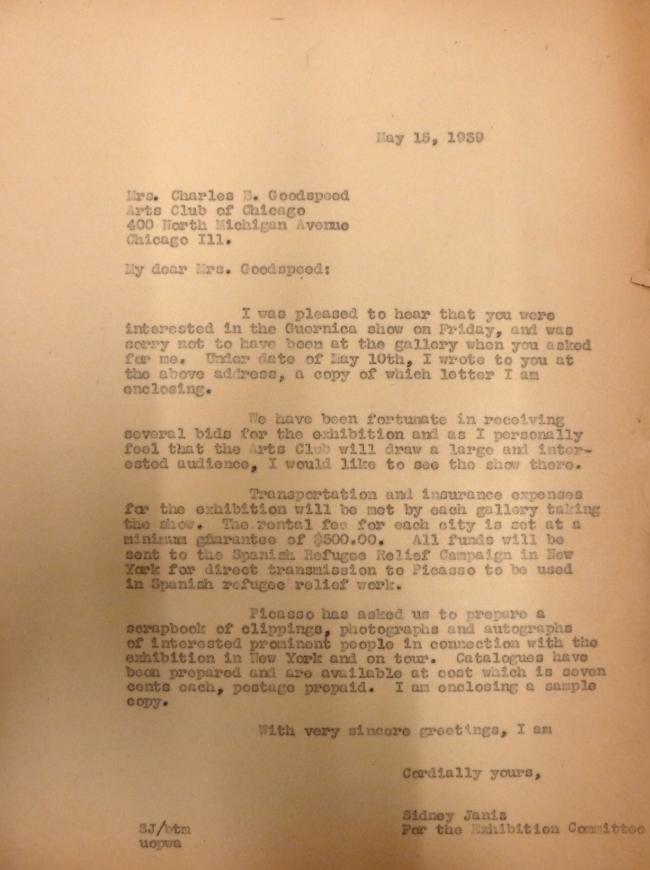 May 15, 1939
Mrs. Charles B. Goodspeed
Arts Club of Chicago
400 North Michigan Avenue
Chicago Ill.
My dear Mrs. Goodspeed:
I was pleased to hear that you were
interested in the Guernica show on Friday, and was
sorry not to have been at the gallery when you asked
for me. Under date of May 10th, I wrote to you at
the above address, a copy of which letter I am
enclosing.
We have been fortunate in receiving
several bids for the exhibition and as I personally
feel that the Arts Club will draw a large and inter-
ested audience, I would like to see the show there.
Transportation and insurance expenses
for the exhibition will be met by each gallery taking
the show. The rental fee for each city is set at a
minimum guarantee of $500.00. All funds will be
sent to the Spanish Refugee Relief Campaign in New
York for direct transmission to Picasso to be used
in Spanish refugee relief work.
Picasso has asked us to prepare a
scrapbook of clippings, photographs and autographs
of interested prominent people in connection with the
exhibition in New York and on tour. Catalogues have
been prepared and are available at cost which is seven
cents each, postage prepaid. I am enclosing a sample
copy.
With very sincere greetings, I am
Cordially yours,
Sidney Janis
For the Exhibition Committee
SJ/btm
uopwa